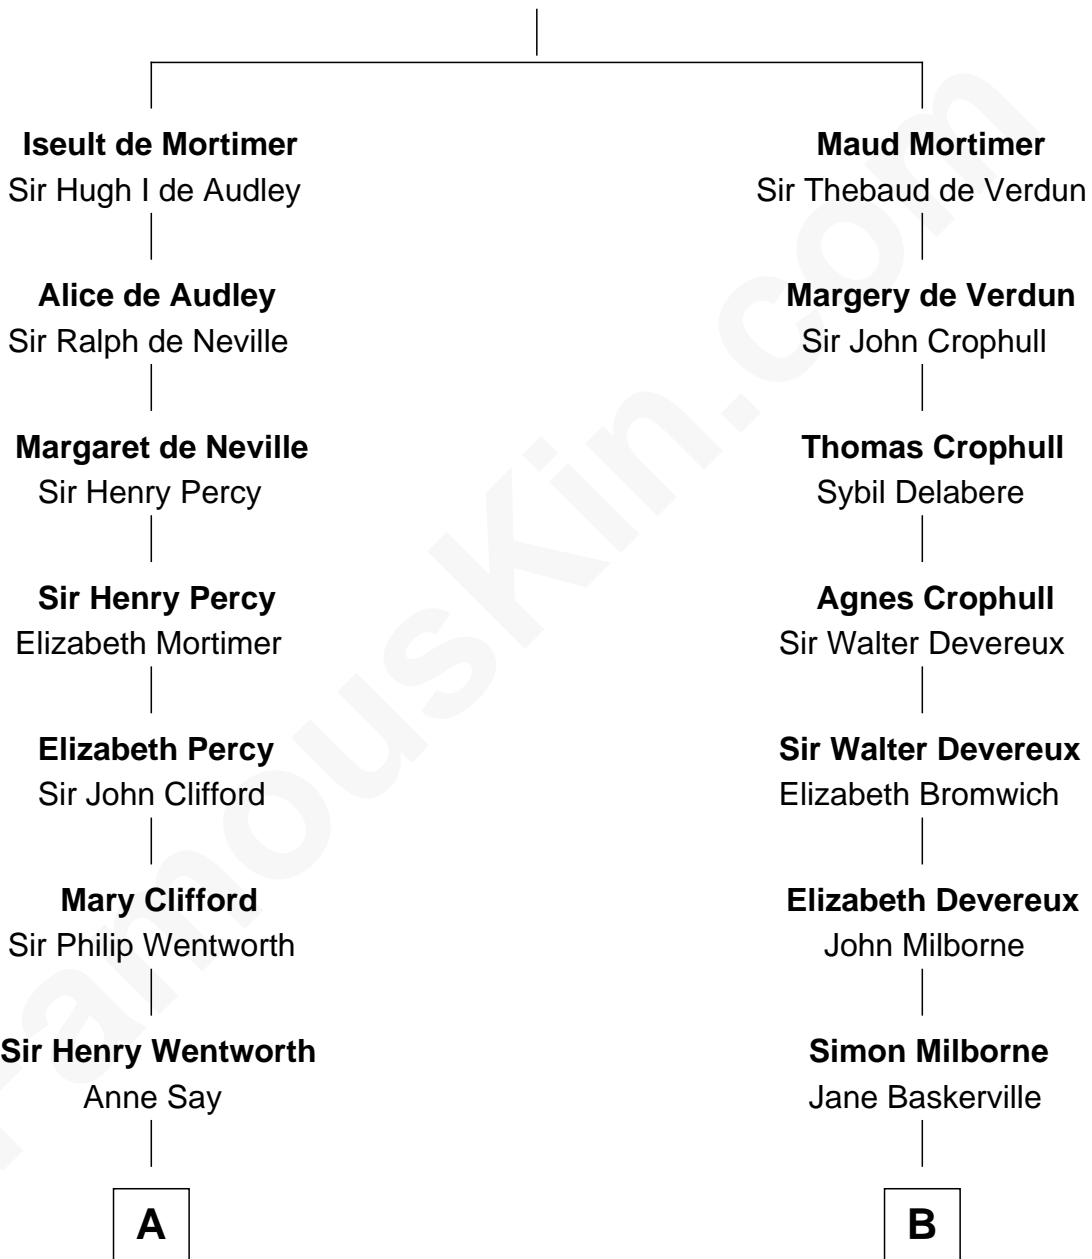 Iseult de Mortimer
Sir Hugh I de Audley
Alice de Audley
Sir Ralph de Neville
Margaret de Neville
Sir Henry Percy
Sir Henry Percy
Elizabeth Mortimer
Elizabeth Percy
Sir John Clifford
Mary Clifford
Sir Philip Wentworth
Sir Henry Wentworth
Anne Say
A
Maud Mortimer
Sir Thebaud de Verdun
Margery de Verdun
Sir John Crophull
Thomas Crophull
Sybil Delabere
Agnes Crophull
Sir Walter Devereux
Sir Walter Devereux
Elizabeth Bromwich
Elizabeth Devereux
John Milborne
Simon Milborne
Jane Baskerville
B
FamousKin.com